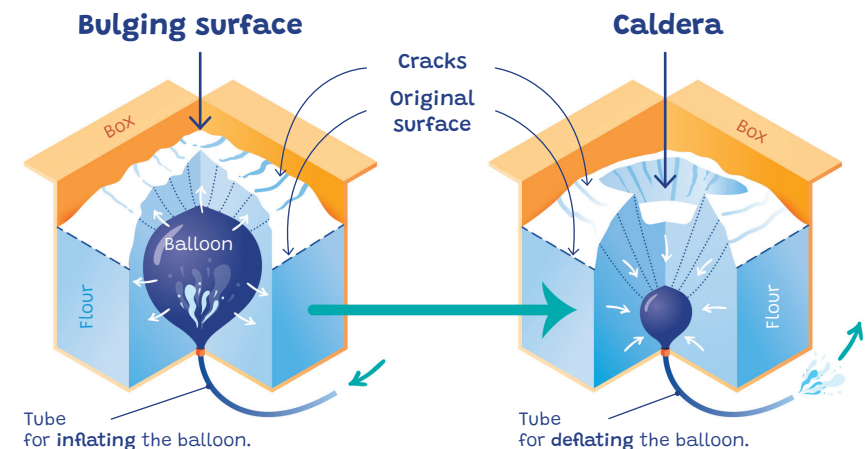 Bulging surface
Caldera
Cracks
Original
surface
Box
Box
Balloon
Flour
Flour
Tube
for inflating the balloon.
Tube
for deflating the balloon.